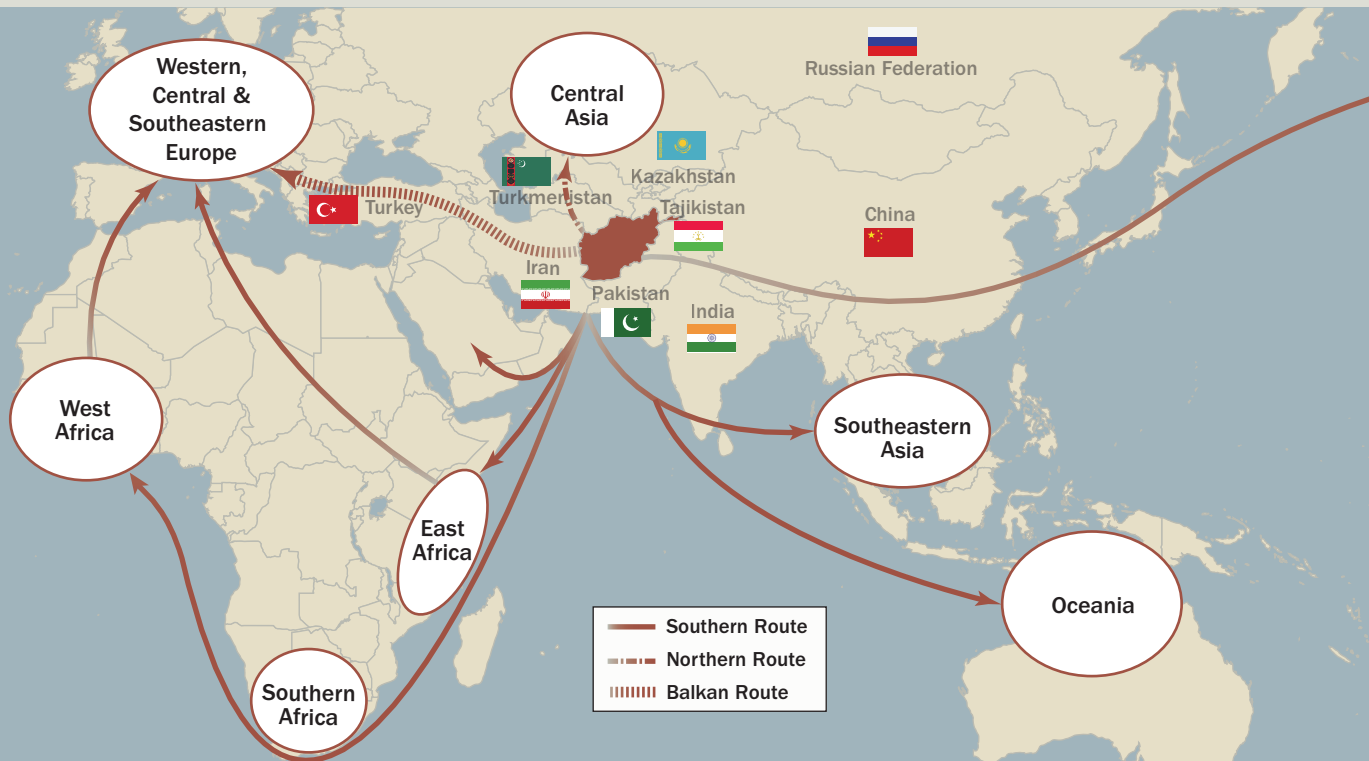 Western,
Central &
Southeastern
Europe
Central
Asia
Russian Federation
Kazakhstan
Turkmenistan
Turkey
Tajikistan
China
Iran
Pakistan
India
West
Africa
Southeastern
Asia
East
Africa
Oceania
Southern
Africa
Southern Route
Northern Route
Balkan Route